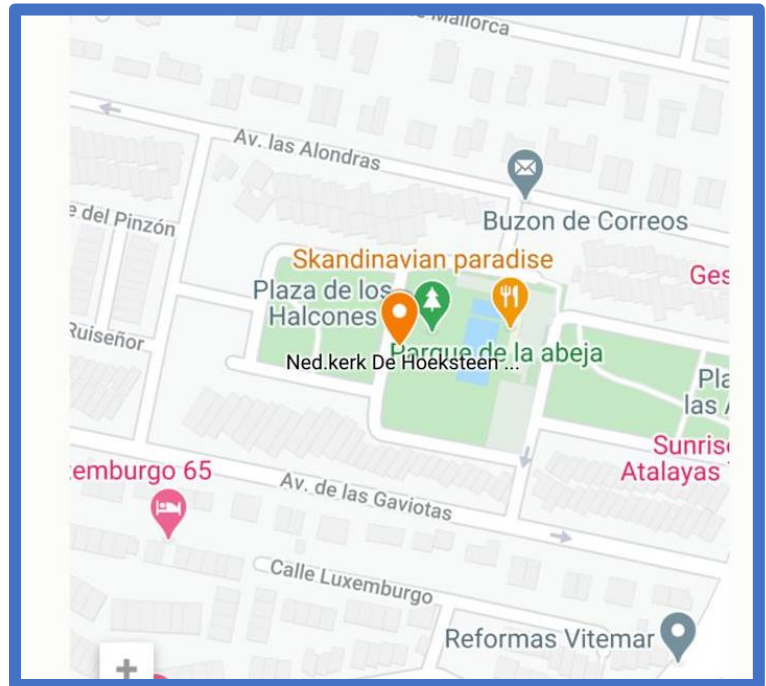 Mallorca
Av. las Alondras
e del Pinzón
Buzon de Correos
Skandinavian paradise
Ges
Plaza de los
Halcones
Ruiseñor
Parque de la abeja
Ned.kerk De Hoeksteen ...
Pla
las
Sunris
Atalayas
emburgo 65
Av. de las Gaviotas
Calle Luxemburgo
Reformas Vitemar
+